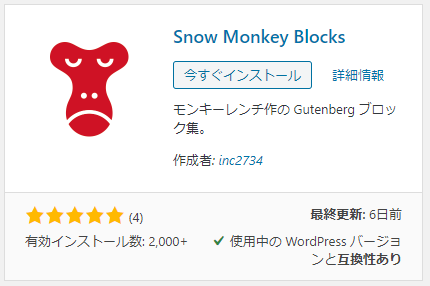 Snow Monkey Blocks
今すぐインストール 詳細情報
モンキーレンチ作の Gutenberg ブロッ
ク集。
作成者: inc2734
(4) 最終更新: 6日前
有効インストール数: 2,000+ 使用中の WordPress バージョ
ンと互換性あり